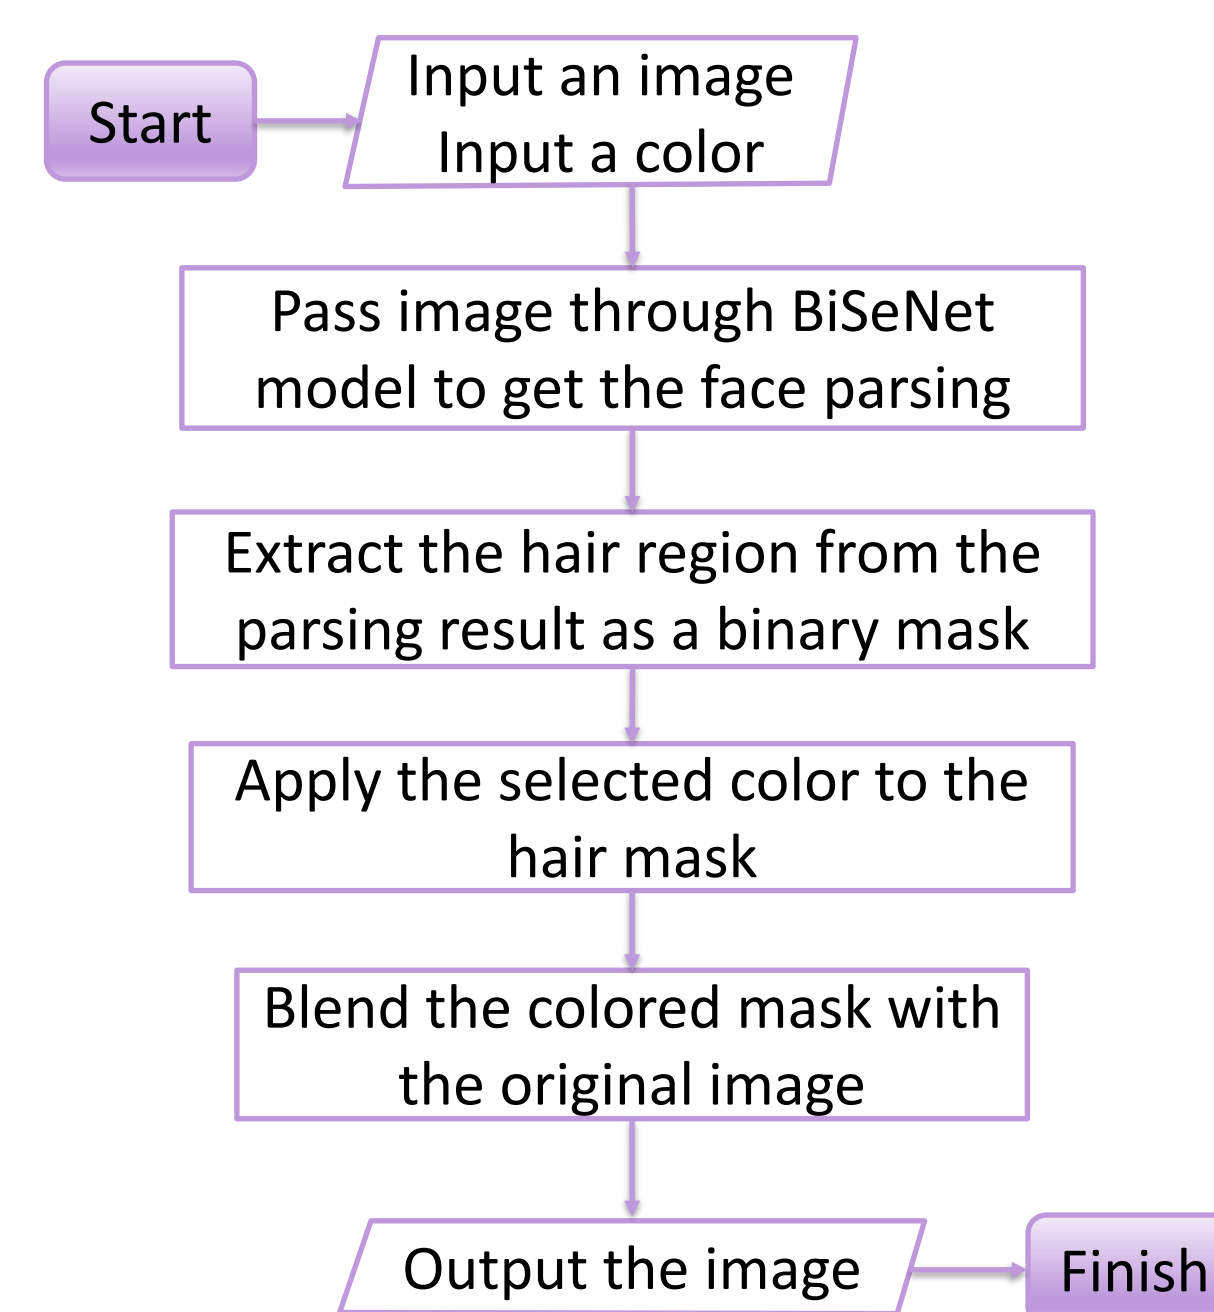 Start
Input an image
Input a color
Pass image through BiSeNet
model to get the face parsing
Extract the hair region from the
parsing result as a binary mask
Apply the selected color to the
hair mask
Blend the colored mask with
the original image
Output the image
Finish